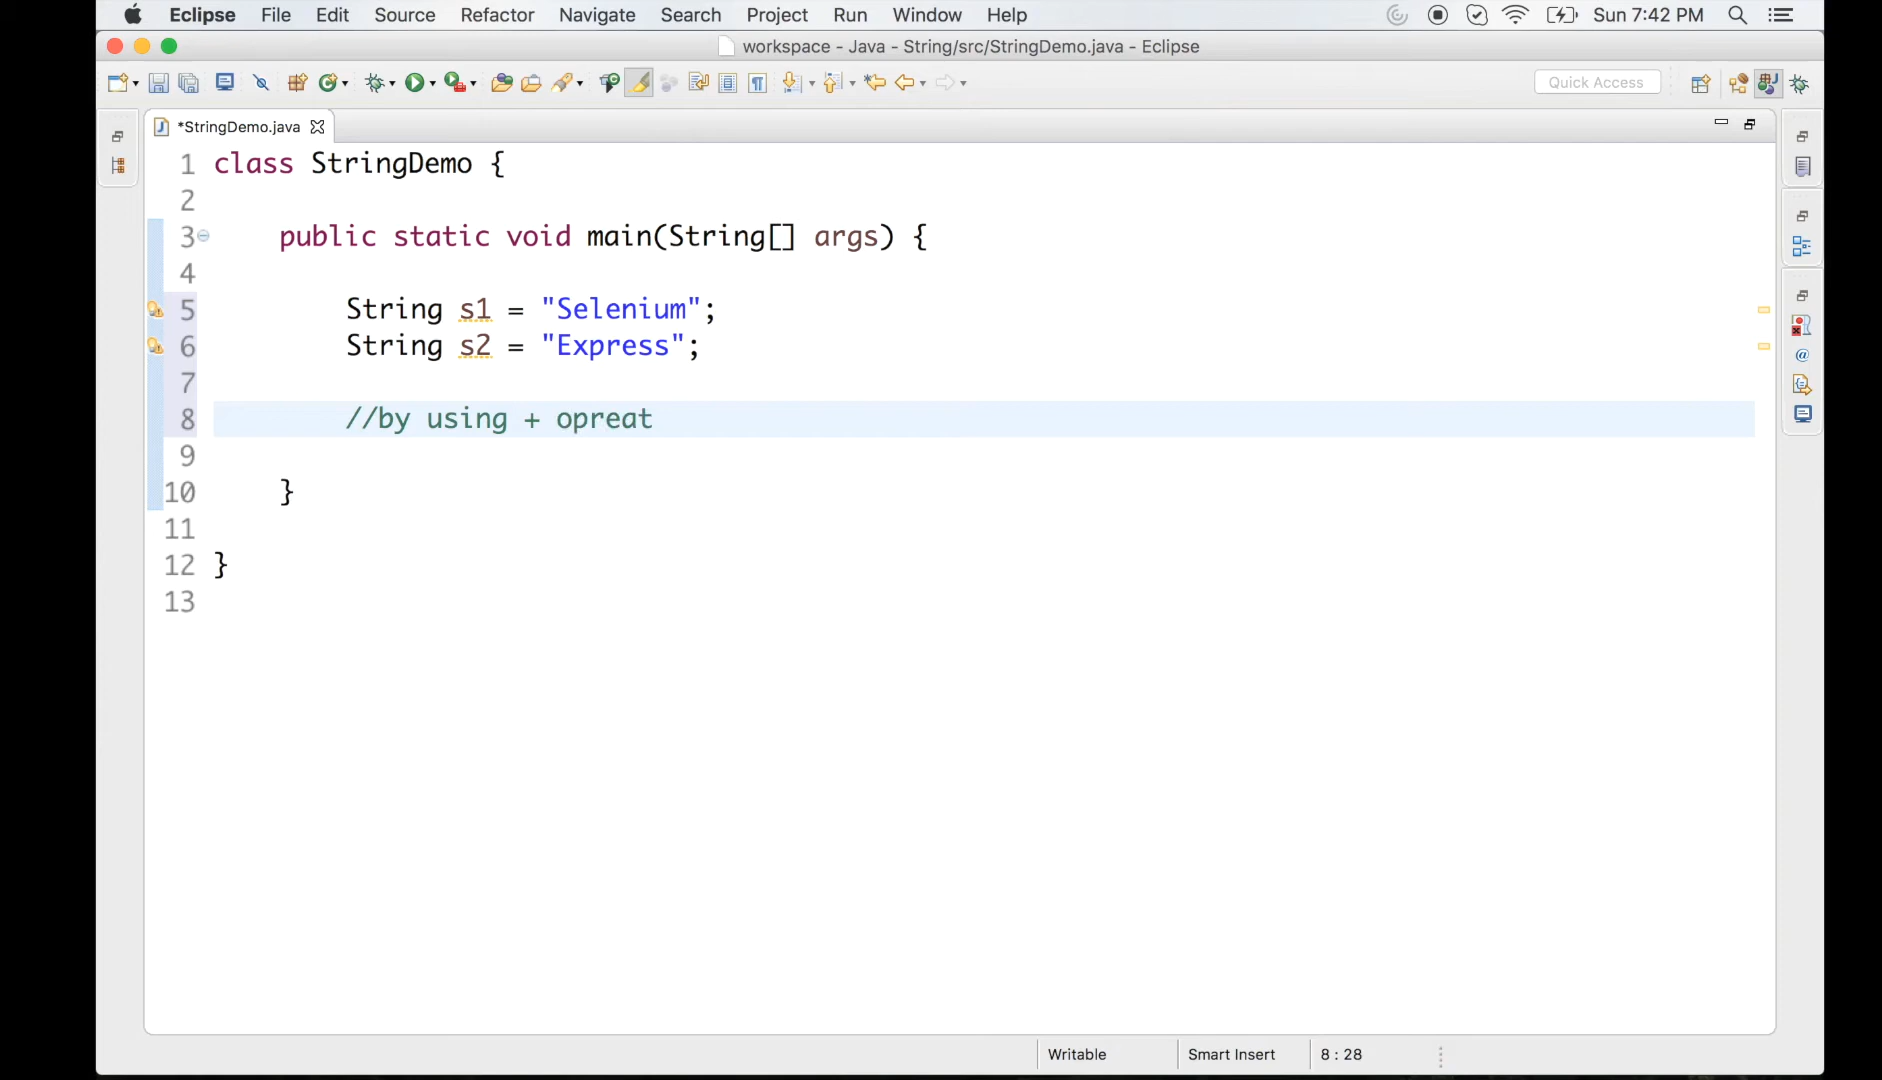 Eclipse File Edit Source Refactor Navigate Search Project Run Window Help Sun 7:42 PM
workspace - Java - String/src/StringDemo.java - Eclipse
Quick Access
*StringDemo.java
1 class StringDemo {
2
3 public static void main(String[] args) {
4
5 String s1 = "Selenium";
6 String s2 = "Express";
7
8 //by using + opreat
9
10 }
11
12 }
13
Writable Smart Insert 8 : 28